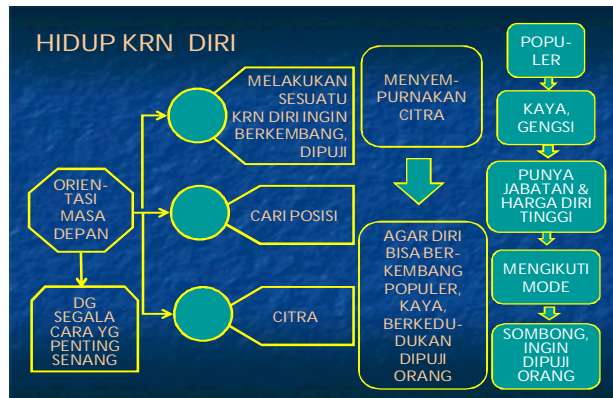 HIDUP KRN DIRI
ORIEN-
TASI
MASA
DEPAN
DG
SEGALA
CARA YG
PENTING
SENANG
MELAKUKAN
SESUATU
KRN DIRI INGIN
BERKEMBANG,
DIPUJI
CARI POSISI
CITRA
MENYEM-
PURNAKAN
CITRA
AGAR DIRI
BISA BER-
KEMBANG
POPULER,
KAYA,
BERKEDU-
DUKAN
DIPUJI
ORANG
POPU-
LER
KAYA,
GENGSI
PUNYA
JABATAN &
HARGA DIRI
TINGGI
MENGIKUTI
MODE
SOMBONG,
INGIN
DIPUJI
ORANG